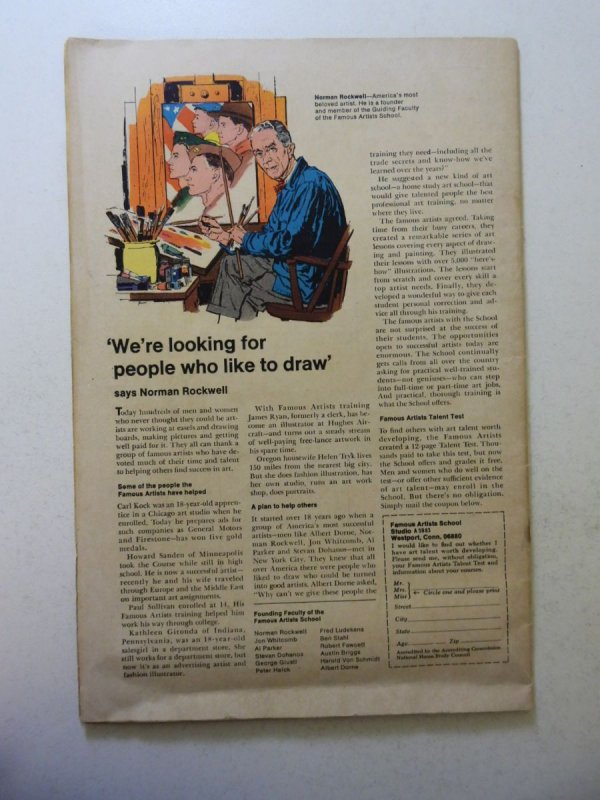 Norman Rockwell—America's most
beloved artist. He is a founder
and member of the Guiding Faculty
of the Famous Artists School.
'We're looking for
people who like to draw'
says Norman Rockwell
Today hundreds of men and women
who never thought they could be art-
ists are working at easels and drawing
boards, making pictures and getting
well paid for it. They all can thank a
group of famous artists who have de-
voted much of their time and talent
to helping others find success in art.
Some of the people the
Famous Artists have helped
Carl Kock was an 18-year-old appren-
tice in a Chicago art studio when he
enrolled. Today he prepares ads for
such companies as General Motors
and Firestone—has won five gold
medals.
Howard Sanden of Minneapolis
took the Course while still in high
school. He is now a successful artist—
recently he and his wife traveled
through Europe and the Middle East
on important art assignments.
Paul Sullivan enrolled at 14. His
Famous Artists training helped him
work his way through college.
Kathleen Gironda of Indiana,
Pennsylvania, was an 18-year-old
salesgirl in a department store. She
still works for a department store, but
now it's as an advertising artist and
fashion illustrator.
With Famous Artists training
James Ryan, formerly a clerk, has be-
come an illustrator at Hughes Air-
craft—and turns out a steady stream
of well-paying free-lance artwork in
his spare time.
Oregon housewife Helen Tryk lives
150 miles from the nearest big city.
But she does fashion illustration, has
her own studio, runs an art work
shop, does portraits.
A plan to help others
It started over 18 years ago when a
group of America's most successful
artists—men like Albert Dorne, Nor-
man Rockwell, Jon Whitcomb, Al
Parker and Stevan Dohanos—met in
New York City. They knew that all
over America there were people who
liked to draw who could be turned
into good artists. Albert Dorne asked,
"Why can't we give these people the
Founding Faculty of the
Famous Artists School
Norman Rockwell
Jon Whitcomb
Al Parker
Stevan Dohanos
George Giusti
Peter Helck
Fred Ludekens
Ben Stahl
Robert Fawcett
Austin Briggs
Harold Von Schmidt
Albert Dorne
training they need—including all the
trade secrets and know-how we've
learned over the years?
He suggested a new kind of art
school—a home study art school—that
would give talented people the best
professional art training, no matter
where they live.
The famous artists agreed. Taking
time from their busy careers, they
created a remarkable series of art
lessons covering every aspect of draw-
ing and painting. They illustrated
their lessons with over 5,000 "here's-
how" illustrations. The lessons start
from scratch and cover every skill a
top artist needs. Finally, they de-
veloped a wonderful way to give each
student personal correction and ad-
vice all through his training.
The famous artists with the School
are not surprised at the success of
their students. The opportunities
open to successful artists today are
enormous. The School continually
gets calls from all over the country
asking for practical well-trained stu-
dents—not geniuses—who can step
into full-time or part-time art jobs.
And practical, thorough training is
what the School offers.
Famous Artists Talent Test
To find others with art talent worth
developing, the Famous Artists
created a 12-page Talent Test. Thou-
sands paid to take this test, but now
the School offers and grades it free.
Men and women who do well on the
test—or offer other sufficient evidence
of art talent—may enroll in the
School. But there's no obligation.
Simply mail the coupon below.
Famous Artists School
Studio
Westport, Conn. 06880
I would like to find out whether I
have art talent worth developing.
Please send me, without obligation,
your Famous Artists Talent Test and
information about your courses.
Mr.
Mrs. ← Circle one and please print
Miss
Street
City
State
Age Zip
Accredited by the Accrediting Commission
National Home Study Council